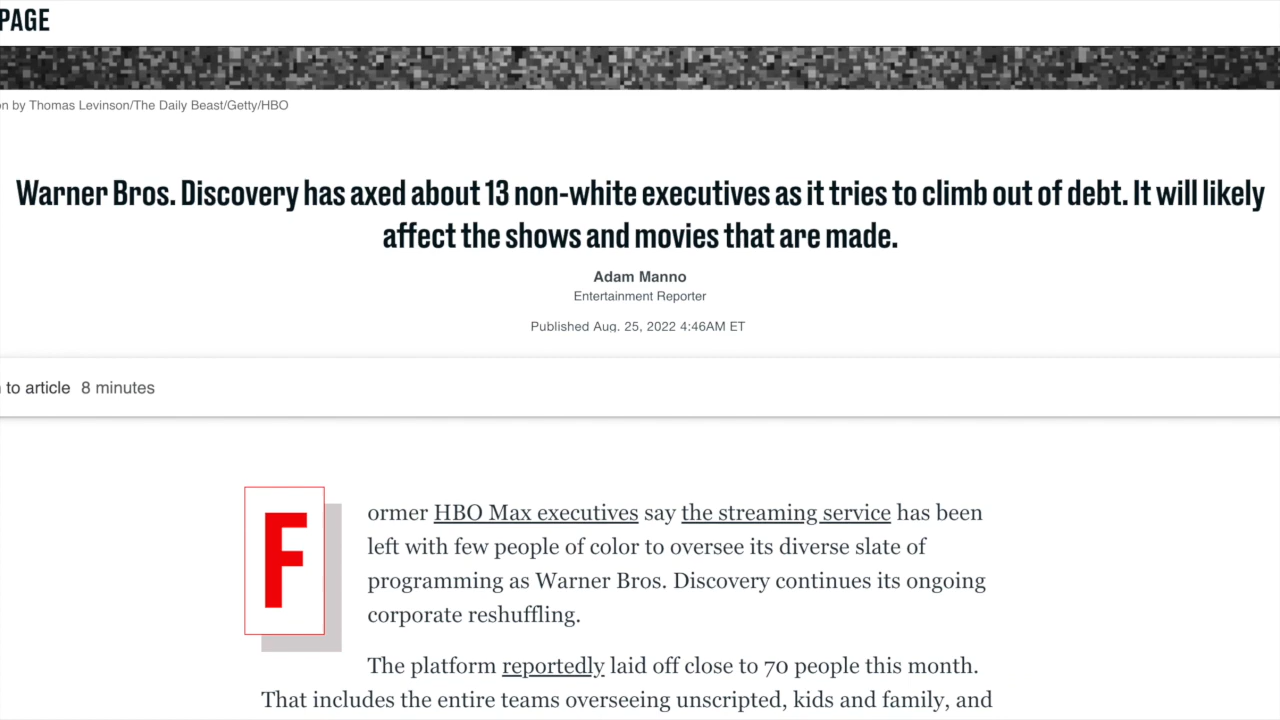 PAGE
n by Thomas Levinson/The Daily Beast/Getty/HBO
Warner Bros. Discovery has axed about 13 non-white executives as it tries to climb out of debt. It will likely
affect the shows and movies that are made.
Adam Manno
Entertainment Reporter
Published Aug. 25, 2022 4:46AM ET
to article 8 minutes
Former HBO Max executives say the streaming service has been
left with few people of color to oversee its diverse slate of
programming as Warner Bros. Discovery continues its ongoing
corporate reshuffling.
The platform reportedly laid off close to 70 people this month.
That includes the entire teams overseeing unscripted, kids and family, and